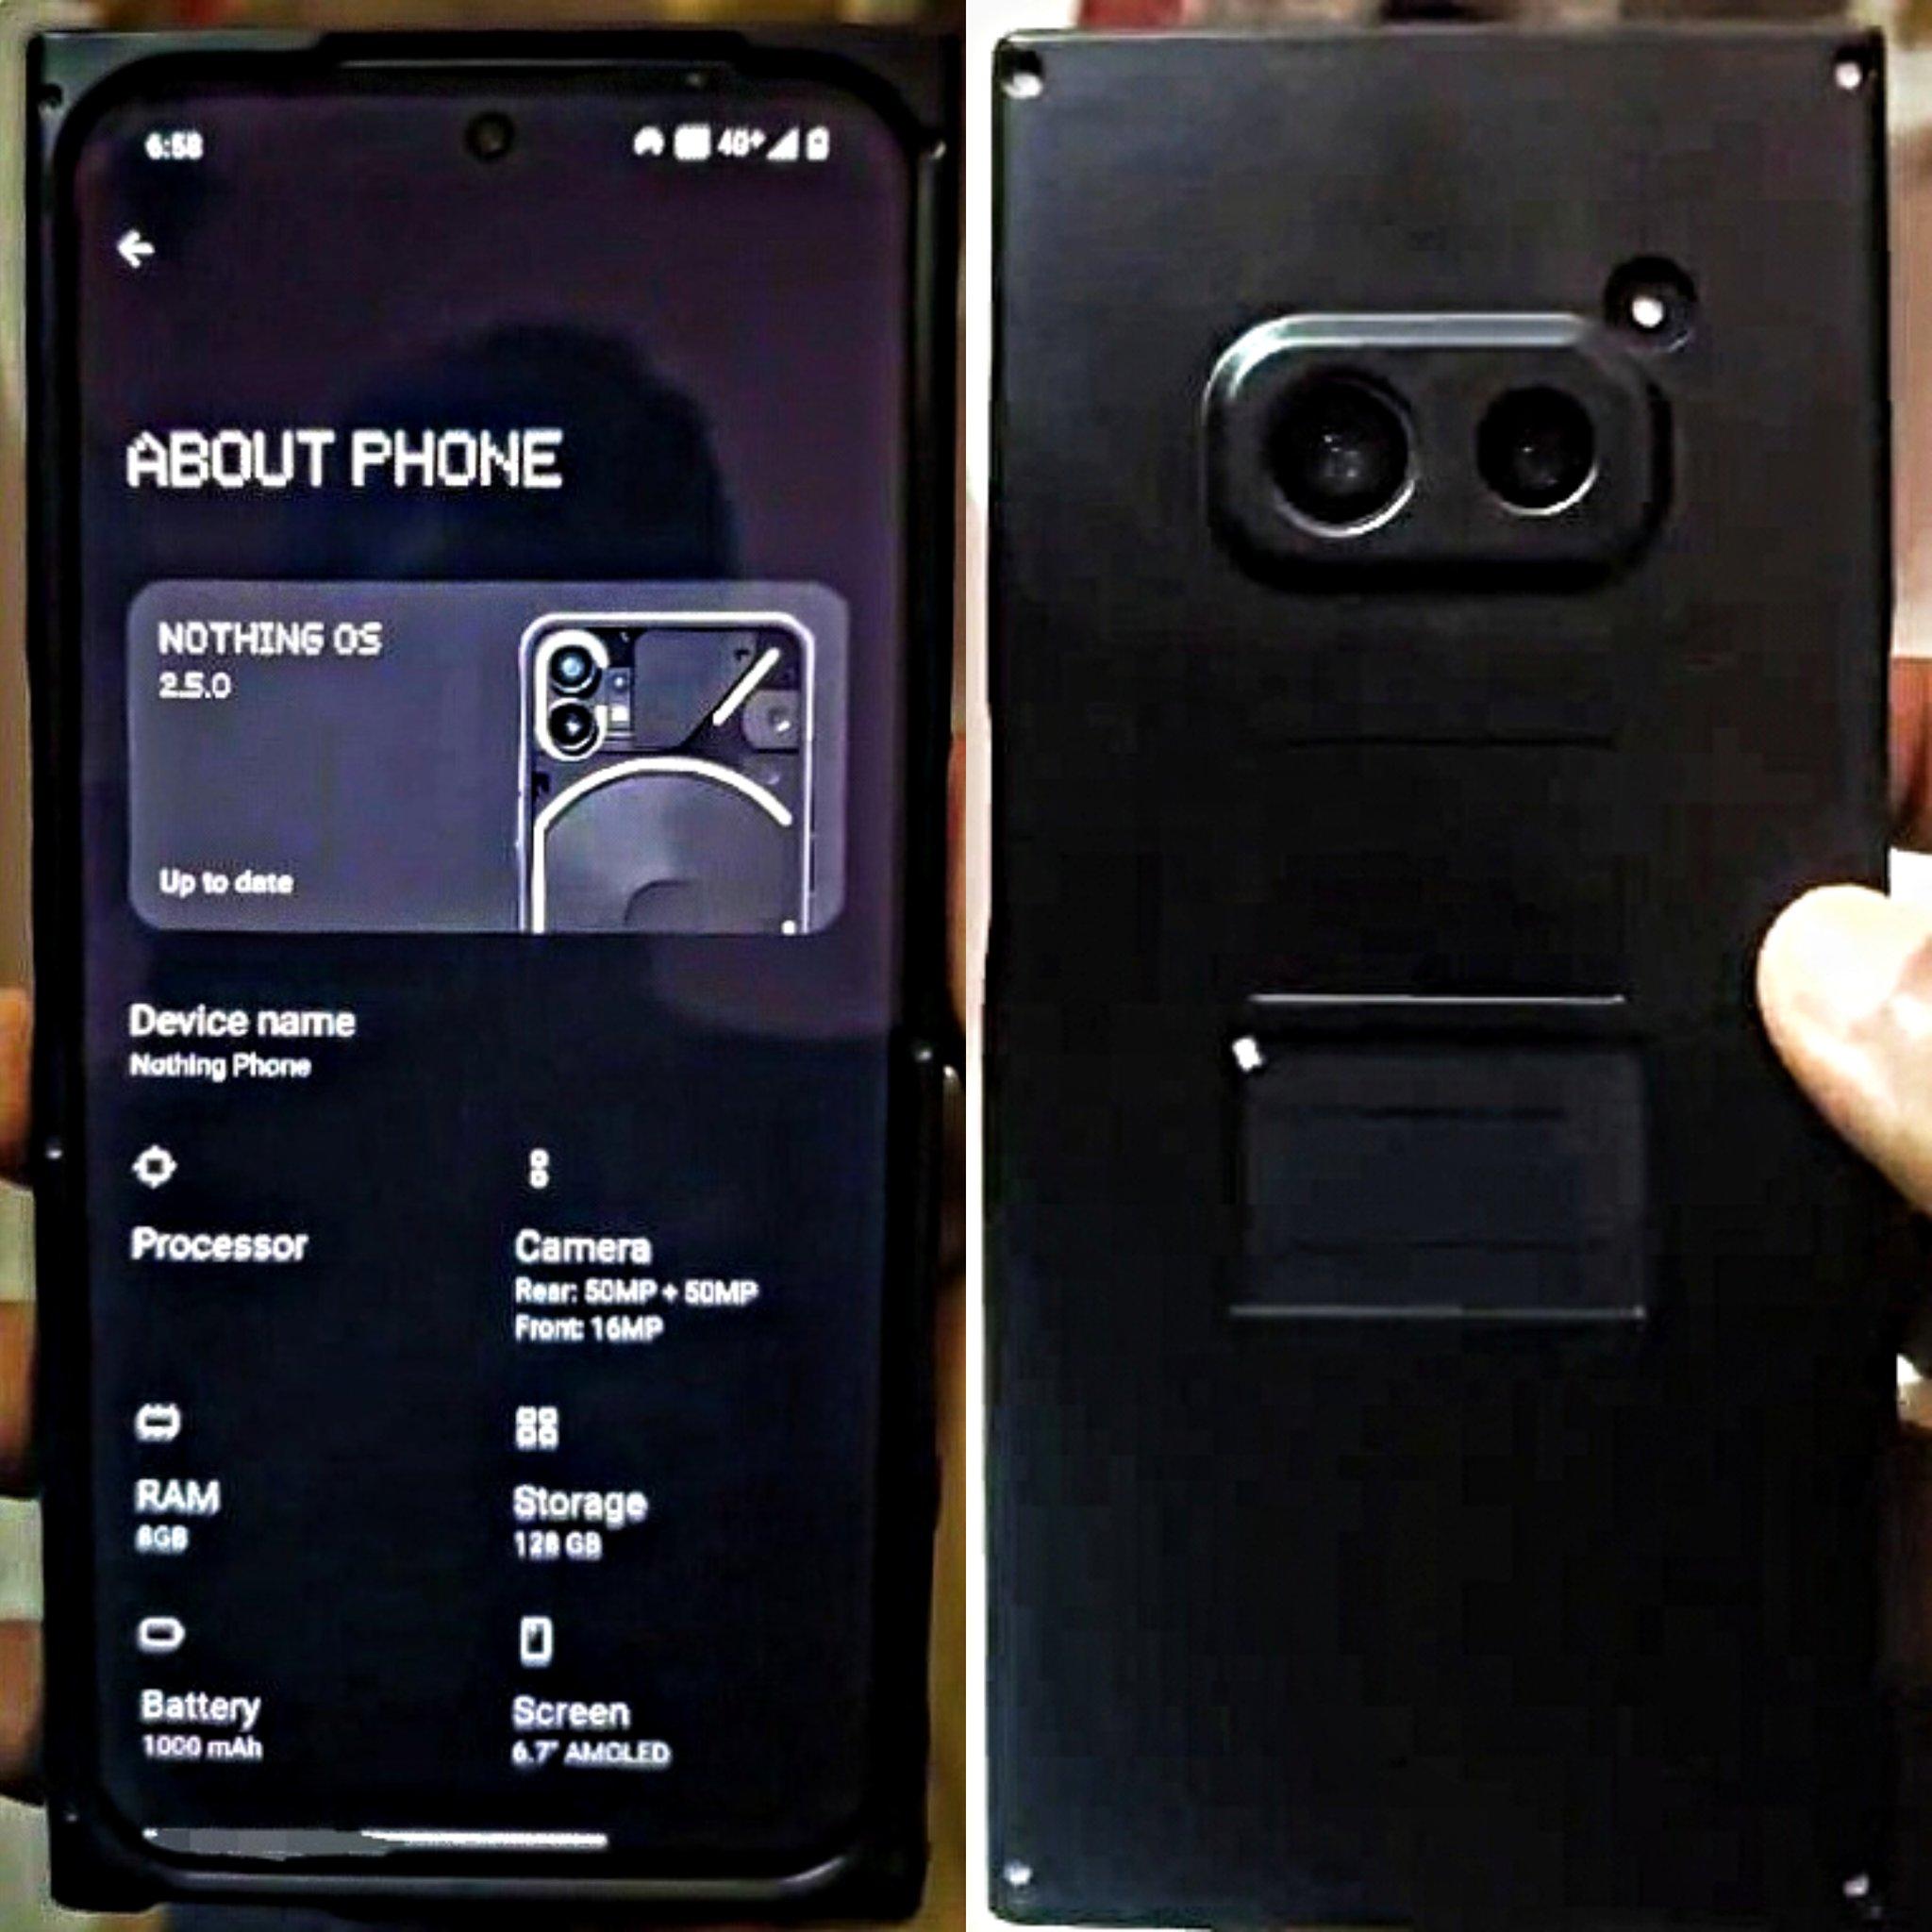 6:58
4G+
ABOUT PHONE
NOTHING OS
2.5.0
Up to date
Device name
Nothing Phone
Processor
Camera
Rear: 50MP + 50MP
Front: 16MP
RAM
8GB
Storage
128 GB
Battery
1000 mAh
Screen
6.7" AMOLED